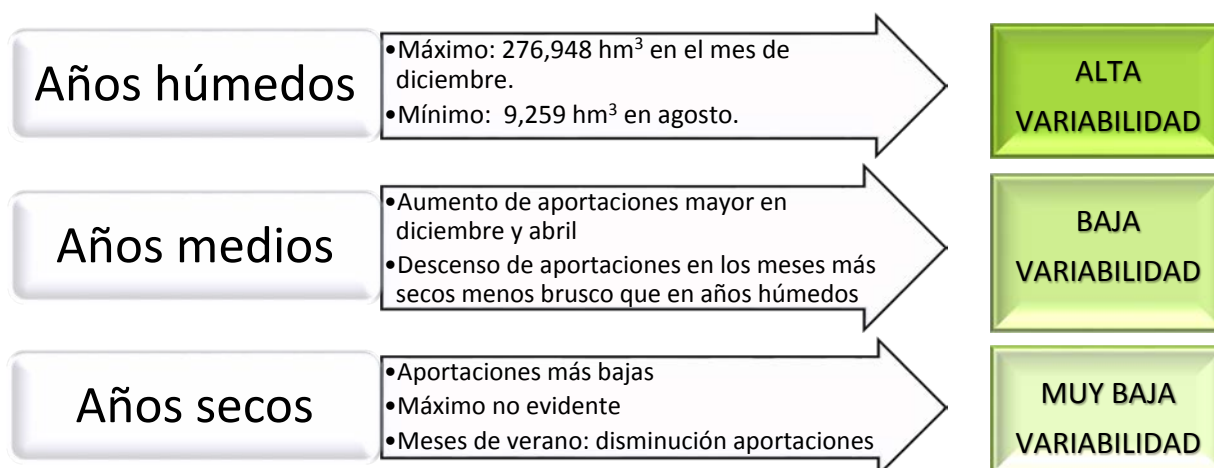 Años húmedos
•Máximo: 276,948 hm³ en el mes de
diciembre.
•Mínimo: 9,259 hm³ en agosto.
ALTA
VARIABILIDAD
Años medios
•Aumento de aportaciones mayor en
diciembre y abril
•Descenso de aportaciones en los meses más
secos menos brusco que en años húmedos
BAJA
VARIABILIDAD
Años secos
•Aportaciones más bajas
•Máximo no evidente
•Meses de verano: disminución aportaciones
MUY BAJA
VARIABILIDAD